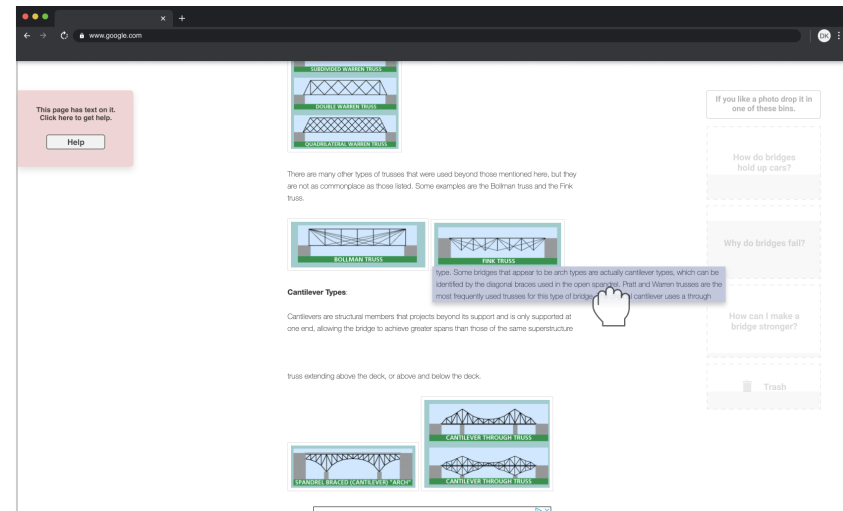 www.google.com
DK
This page has text on it.
Click here to get help.
Help
SUBDIVIDED WARREN TRUSS
DOUBLE WARREN TRUSS
QUADRILATERAL WARREN TRUSS
There are many other types of trusses that were used beyond those mentioned here, but they
are not as commonplace as those listed. Some examples are the Bollman truss and the Fink
truss.
BOLLMAN TRUSS
FINK TRUSS
type. Some bridges that appear to be arch types are actually cantilever types, which can be
identified by the diagonal braces used in the open spandrel. Pratt and Warren trusses are the
most frequently used trusses for this type of bridge cantilever uses a through
Cantilever Types:
Cantilevers are structural members that projects beyond its support and is only supported at
one end, allowing the bridge to achieve greater spans than those of the same superstructure
truss extending above the deck, or above and below the deck.
SPANDREL BRACED (CANTILEVER) "ARCH"
CANTILEVER THROUGH TRUSS
CANTILEVER THROUGH TRUSS
If you like a photo drop it in
one of these bins.
How do bridges
hold up cars?
Why do bridges fall?
How can I make a
bridge stronger?
Trash